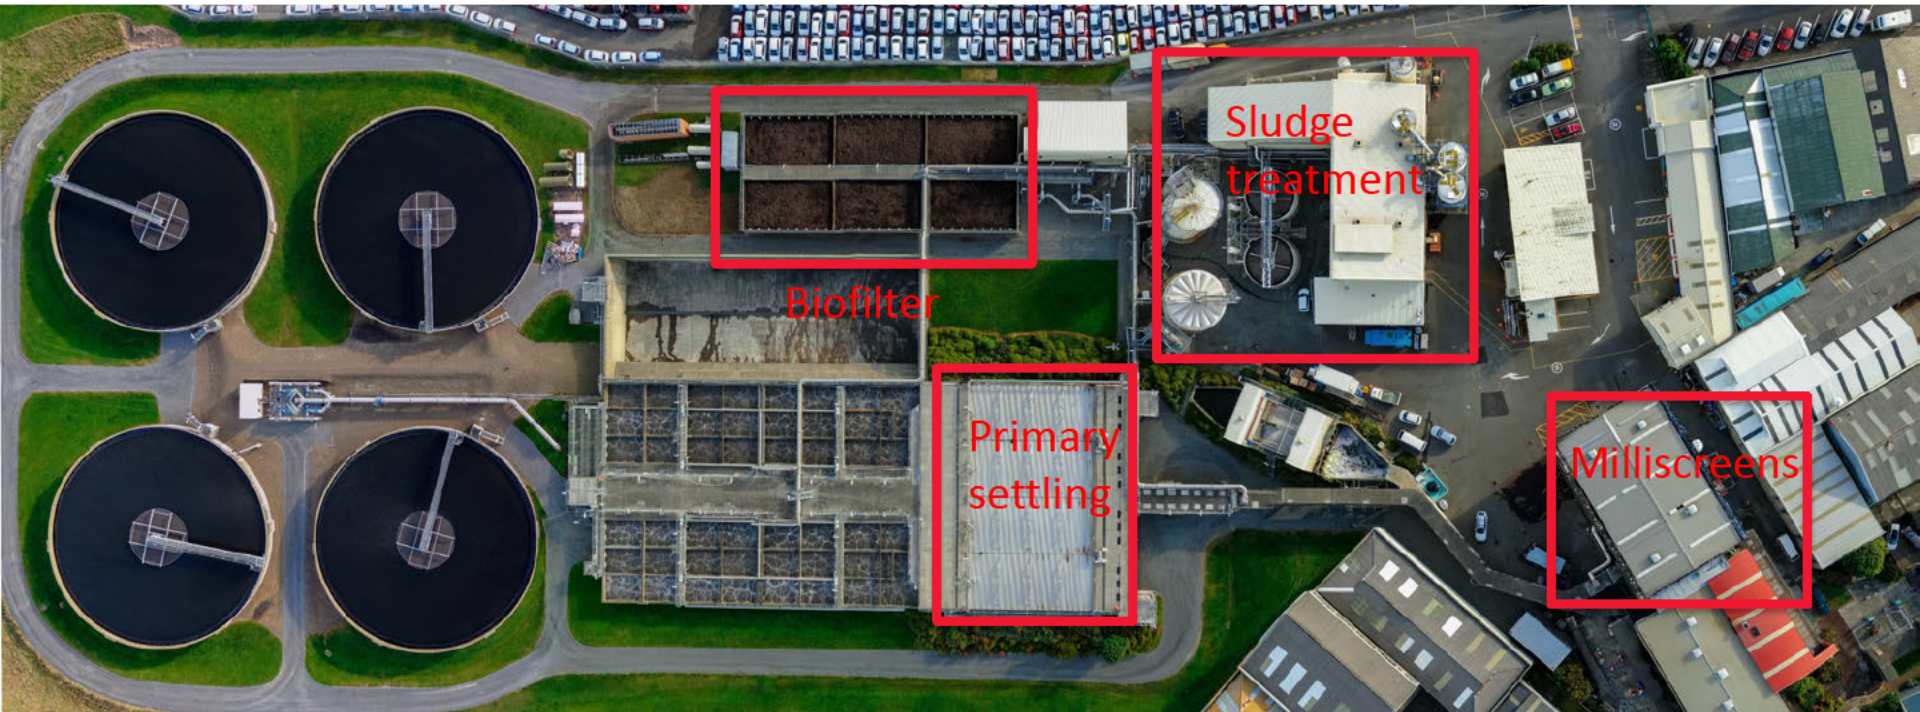 Sludge
treatment
Biofilter
Primary
settling
Milliscreens